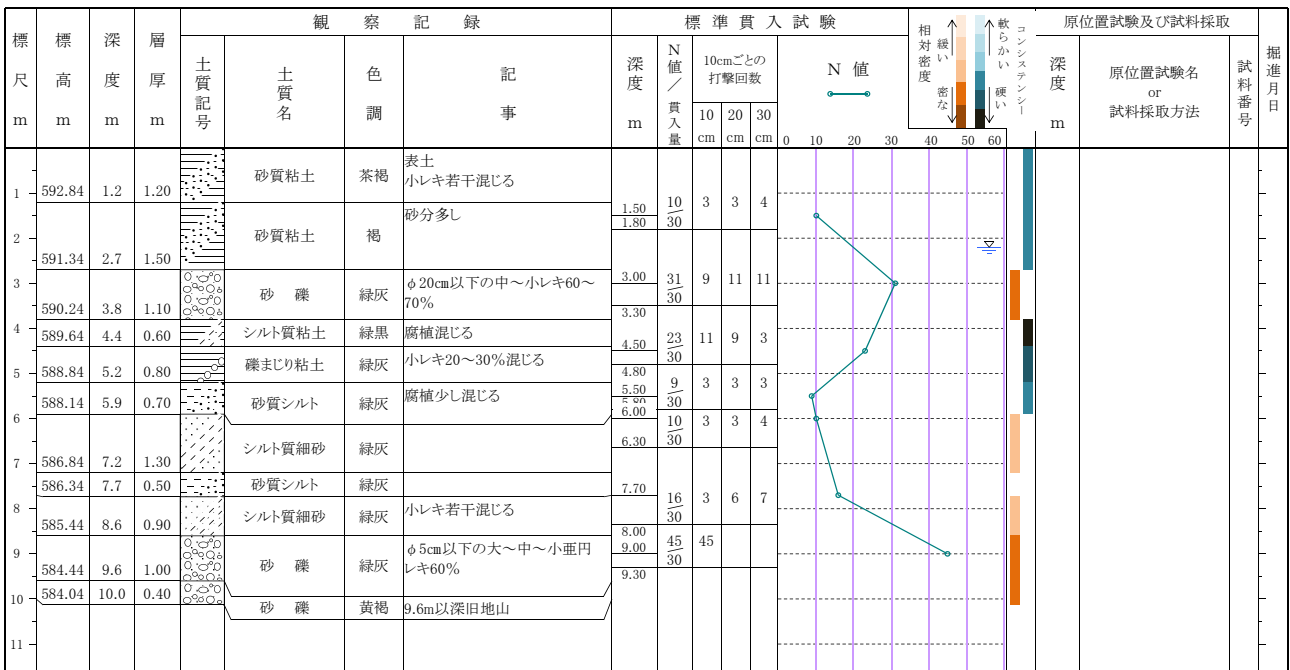 観察記録
標準貫入試験
原位置試験及び試料採取
標尺 m
標高 m
深度 m
層厚 m
土質記号
土質名
色調
記事
深度 m
N値／貫入量
10cmごとの
打撃回数
10 cm
20 cm
30 cm
N 値
0 10 20 30 40 50 60
相対密度
緩い
密な
軟らかい
硬い
コンシステンシー
深度 m
原位置試験名
or
試料採取方法
試料番号
掘進月日
1
2
3
4
5
6
7
8
9
10
11
592.84 1.2 1.20 砂質粘土 茶褐 表土
小レキ若干混じる
591.34 2.7 1.50 砂質粘土 褐 砂分多し
590.24 3.8 1.10 砂 礫 緑灰 φ20cm以下の中～小レキ60～
70％
589.64 4.4 0.60 シルト質粘土 緑黒 腐植混じる
588.84 5.2 0.80 礫まじり粘土 緑灰 小レキ20～30％混じる
588.14 5.9 0.70 砂質シルト 緑灰 腐植少し混じる
586.84 7.2 1.30 シルト質細砂 緑灰
586.34 7.7 0.50 砂質シルト 緑灰
585.44 8.6 0.90 シルト質細砂 緑灰 小レキ若干混じる
584.44 9.6 1.00 砂 礫 緑灰 φ5cm以下の大～中～小亜円
レキ60％
584.04 10.0 0.40 砂 礫 黄褐 9.6m以深旧地山
1.50
1.80
10
30
3 3 4
3.00
3.30
31
30
9 11 11
4.50
4.80
23
30
11 9 3
5.50
5.80
9
30
3 3 3
6.00
6.30
10
30
3 3 4
7.70
8.00
16
30
3 6 7
9.00
9.30
45
30
45